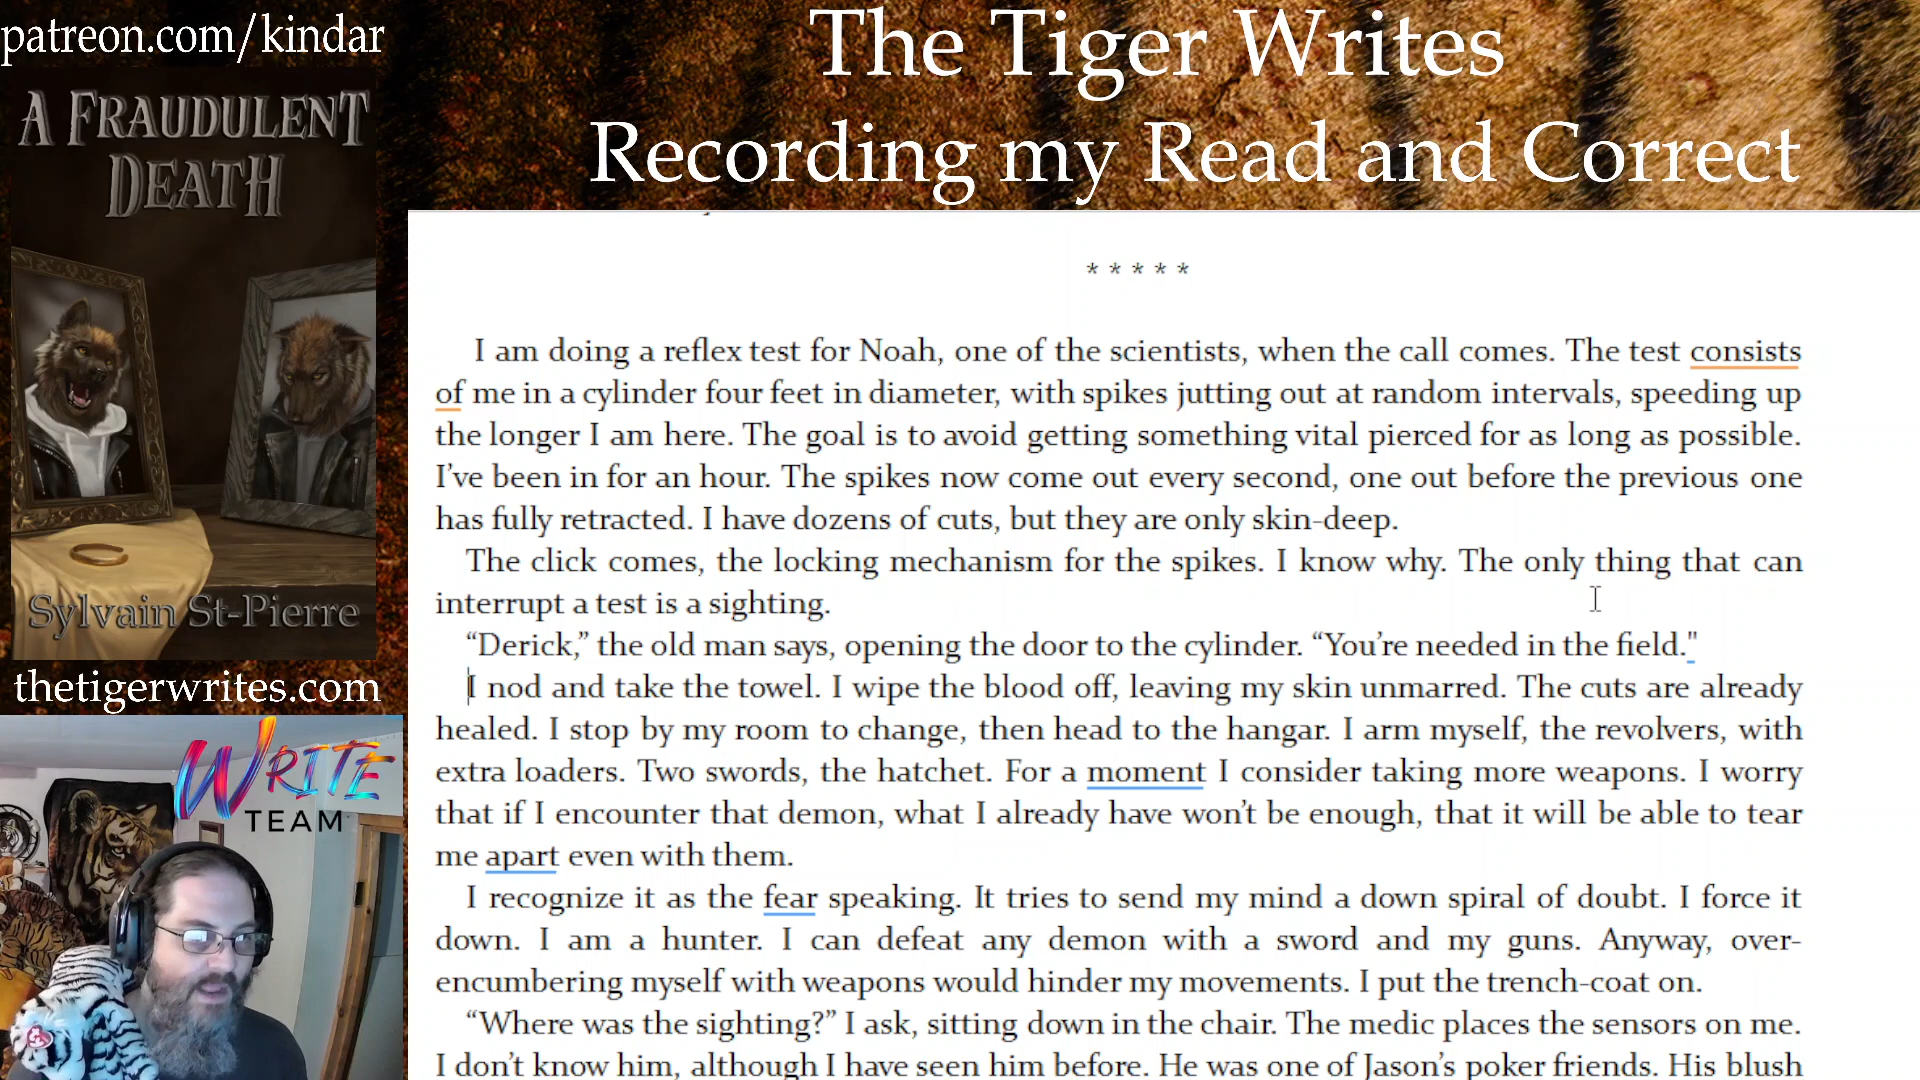 patreon.com/kindar
A FRAUDULENT
DEATH
Sylvain St-Pierre
thetigerwrites.com
WRITE
TEAM
The Tiger Writes
Recording my Read and Correct
* * * * *
I am doing a reflex test for Noah, one of the scientists, when the call comes. The test consists
of me in a cylinder four feet in diameter, with spikes jutting out at random intervals, speeding up
the longer I am here. The goal is to avoid getting something vital pierced for as long as possible.
I’ve been in for an hour. The spikes now come out every second, one out before the previous one
has fully retracted. I have dozens of cuts, but they are only skin-deep.
The click comes, the locking mechanism for the spikes. I know why. The only thing that can
interrupt a test is a sighting.
“Derick,” the old man says, opening the door to the cylinder. “You’re needed in the field."
I nod and take the towel. I wipe the blood off, leaving my skin unmarred. The cuts are already
healed. I stop by my room to change, then head to the hangar. I arm myself, the revolvers, with
extra loaders. Two swords, the hatchet. For a moment I consider taking more weapons. I worry
that if I encounter that demon, what I already have won’t be enough, that it will be able to tear
me apart even with them.
I recognize it as the fear speaking. It tries to send my mind a down spiral of doubt. I force it
down. I am a hunter. I can defeat any demon with a sword and my guns. Anyway, over-
encumbering myself with weapons would hinder my movements. I put the trench-coat on.
“Where was the sighting?” I ask, sitting down in the chair. The medic places the sensors on me.
I don’t know him, although I have seen him before. He was one of Jason’s poker friends. His blush